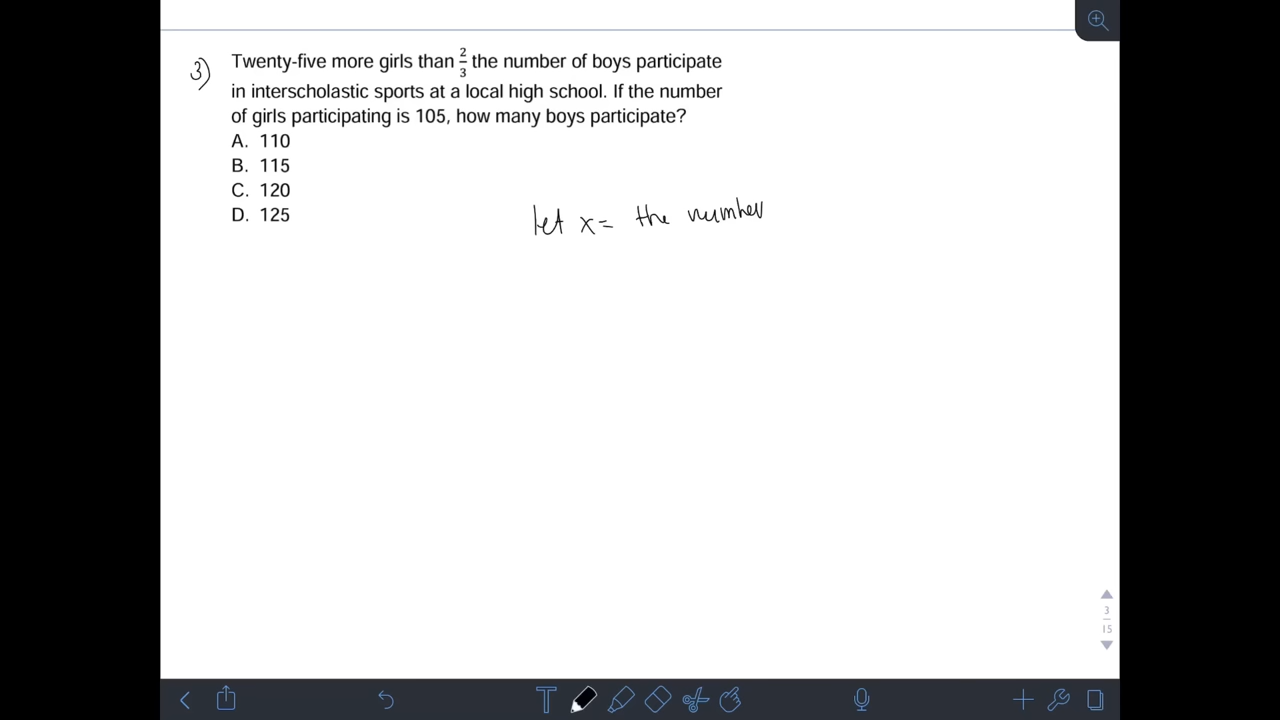 3) Twenty-five more girls than 2/3 the number of boys participate
in interscholastic sports at a local high school. If the number
of girls participating is 105, how many boys participate?
A. 110
B. 115
C. 120
D. 125
let x = the number
3
15
T